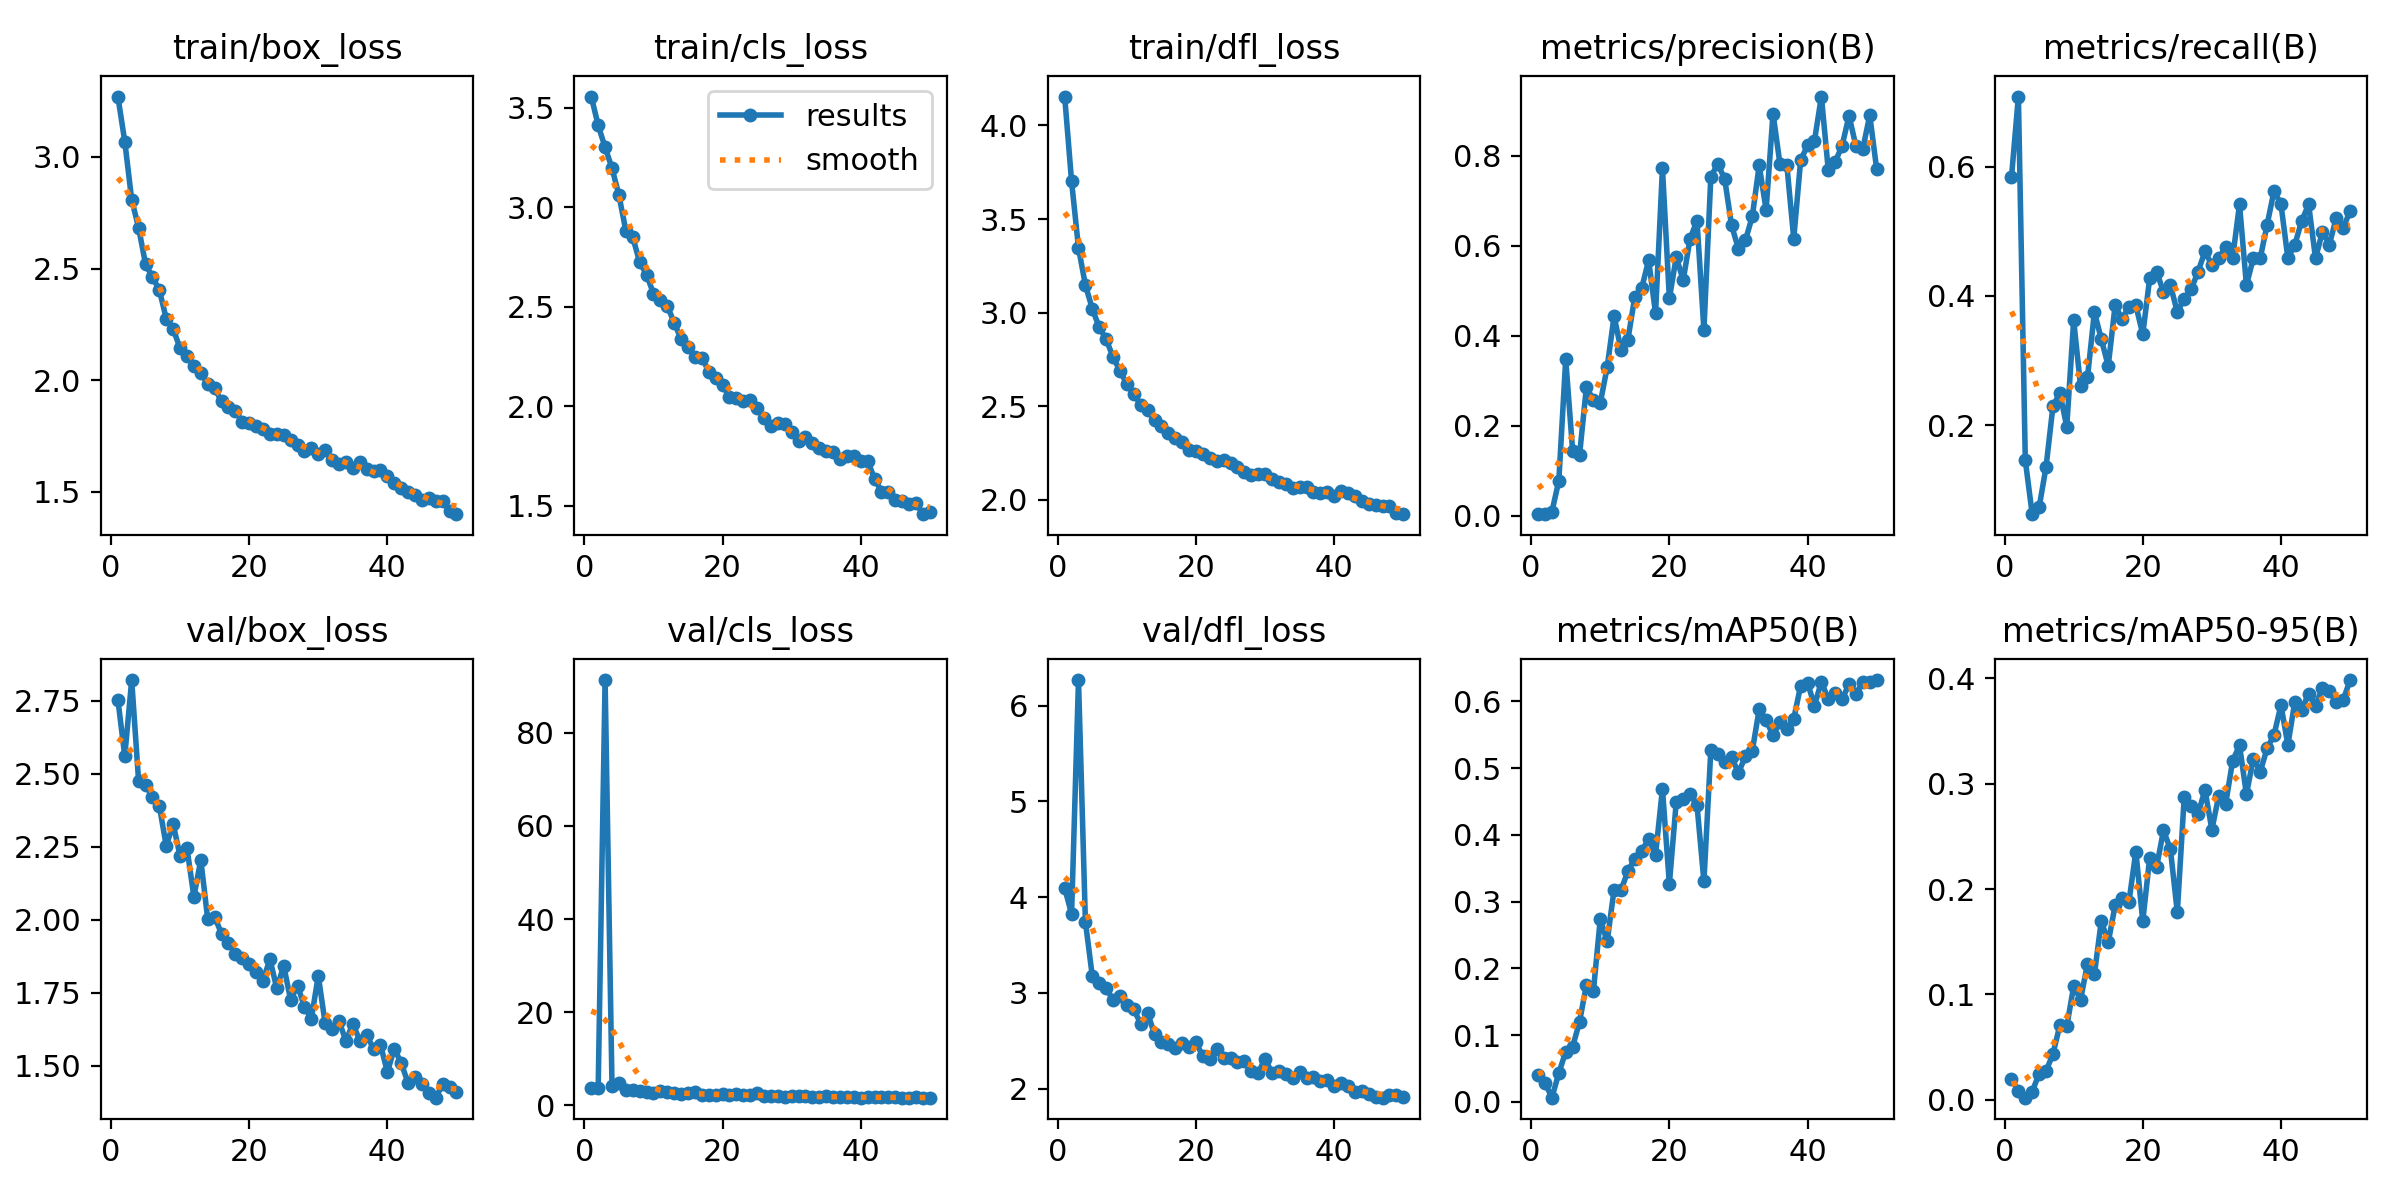 train/box_loss
3.0
2.5
2.0
1.5
0 20 40
train/cls_loss
results
smooth
3.5
3.0
2.5
2.0
1.5
0 20 40
train/dfl_loss
4.0
3.5
3.0
2.5
2.0
0 20 40
metrics/precision(B)
0.8
0.6
0.4
0.2
0.0
0 20 40
metrics/recall(B)
0.6
0.4
0.2
0 20 40
val/box_loss
2.75
2.50
2.25
2.00
1.75
1.50
0 20 40
val/cls_loss
80
60
40
20
0
0 20 40
val/dfl_loss
6
5
4
3
2
0 20 40
metrics/mAP50(B)
0.6
0.5
0.4
0.3
0.2
0.1
0.0
0 20 40
metrics/mAP50-95(B)
0.4
0.3
0.2
0.1
0.0
0 20 40